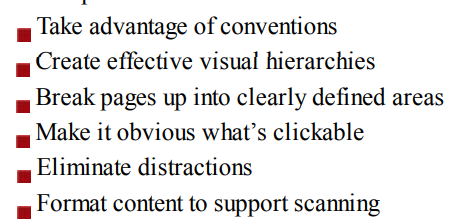 Take advantage of conventions
Create effective visual hierarchies
Break pages up into clearly defined areas
Make it obvious what’s clickable
Eliminate distractions
Format content to support scanning